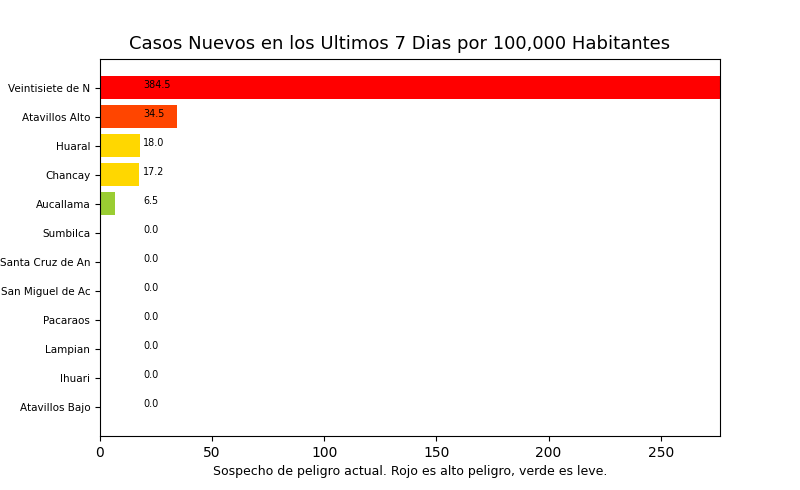 Casos Nuevos en los Ultimos 7 Dias por 100,000 Habitantes
Veintisiete de N 384.5
Atavillos Alto 34.5
Huaral 18.0
Chancay 17.2
Aucallama 6.5
Sumbilca 0.0
Santa Cruz de An 0.0
San Miguel de Ac 0.0
Pacaraos 0.0
Lampian 0.0
Ihuari 0.0
Atavillos Bajo 0.0
0 50 100 150 200 250
Sospecho de peligro actual. Rojo es alto peligro, verde es leve.